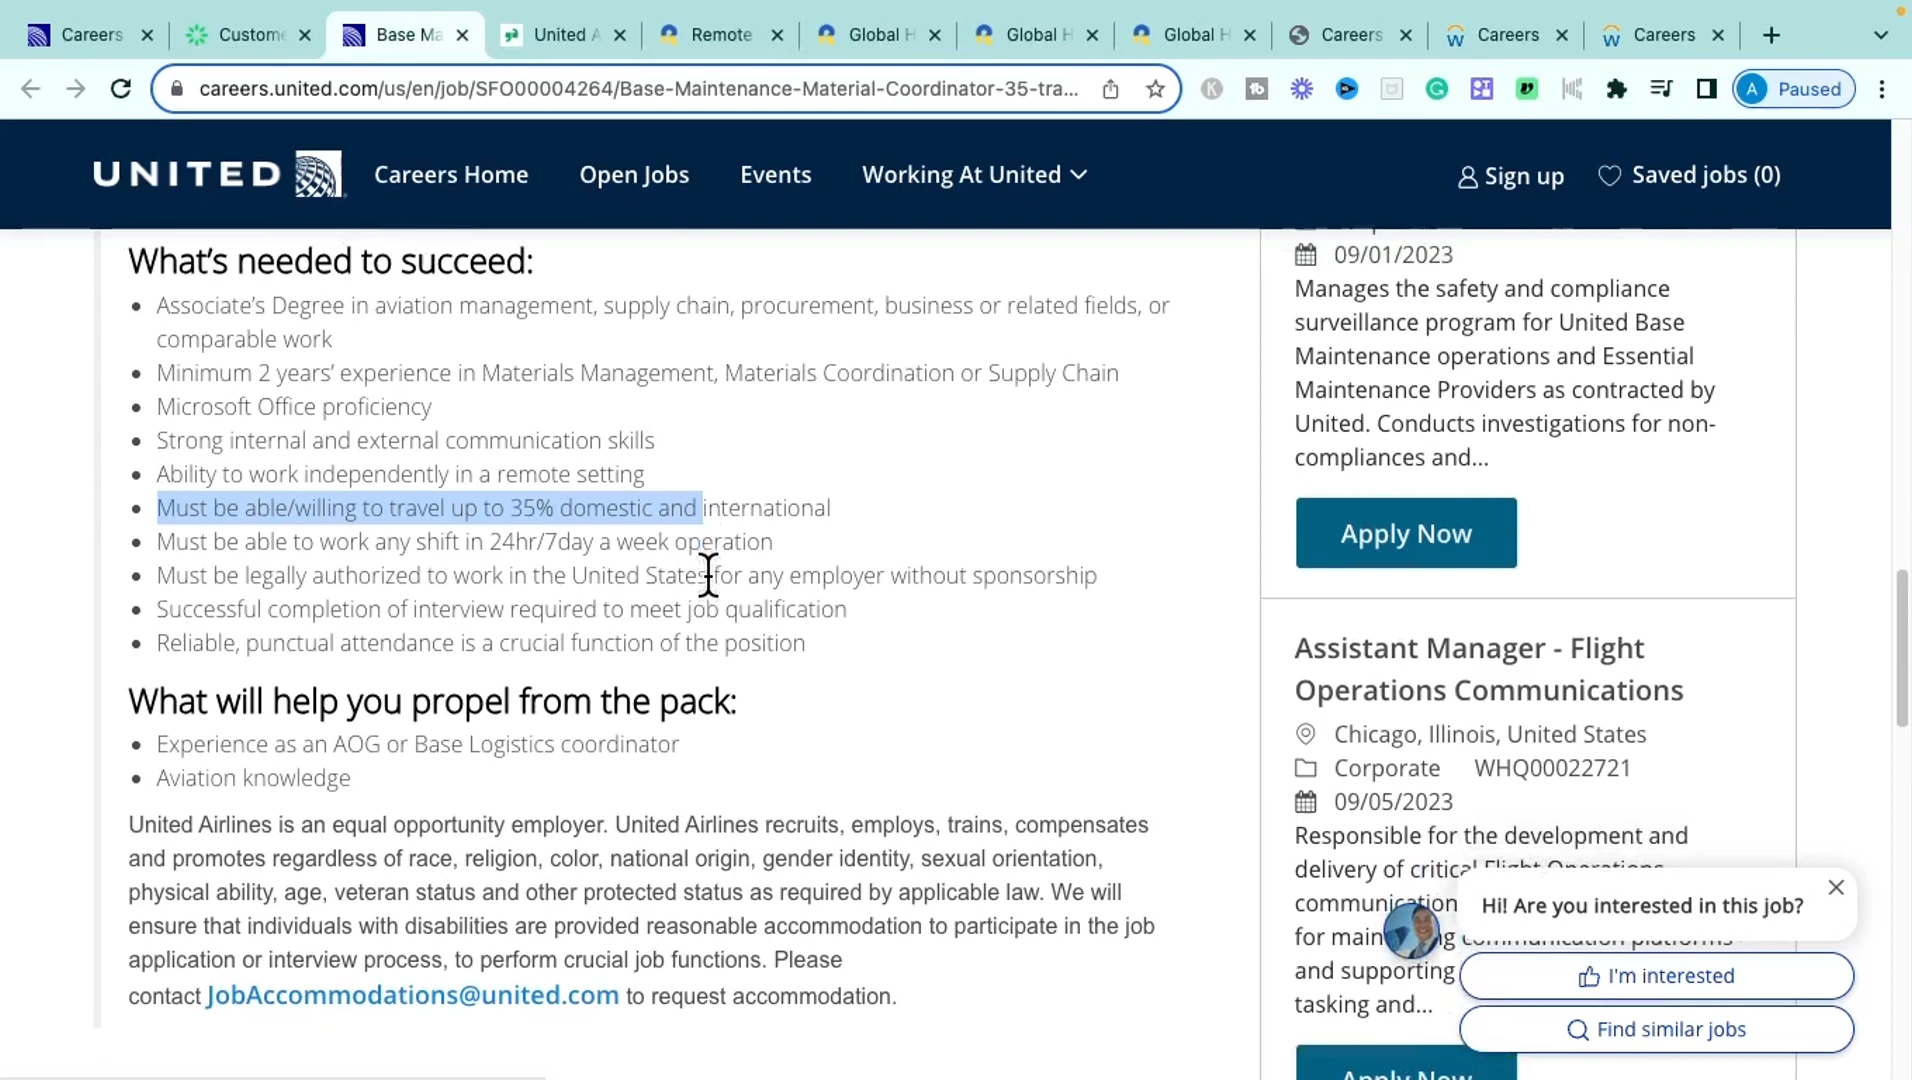 Careers
Custome
Base Ma
United A
Remote
Global H
Global H
Global H
Careers
Careers
Careers
careers.united.com/us/en/job/SFO00004264/Base-Maintenance-Material-Coordinator-35-tra...
A Paused
UNITED Careers Home Open Jobs Events Working At United Sign up Saved jobs (0)
What's needed to succeed:
Associate's Degree in aviation management, supply chain, procurement, business or related fields, or
comparable work
Minimum 2 years' experience in Materials Management, Materials Coordination or Supply Chain
Microsoft Office proficiency
Strong internal and external communication skills
Ability to work independently in a remote setting
Must be able/willing to travel up to 35% domestic and international
Must be able to work any shift in 24hr/7day a week operation
Must be legally authorized to work in the United States for any employer without sponsorship
Successful completion of interview required to meet job qualification
Reliable, punctual attendance is a crucial function of the position
What will help you propel from the pack:
Experience as an AOG or Base Logistics coordinator
Aviation knowledge
United Airlines is an equal opportunity employer. United Airlines recruits, employs, trains, compensates
and promotes regardless of race, religion, color, national origin, gender identity, sexual orientation,
physical ability, age, veteran status and other protected status as required by applicable law. We will
ensure that individuals with disabilities are provided reasonable accommodation to participate in the job
application or interview process, to perform crucial job functions. Please
contact JobAccommodations@united.com to request accommodation.
09/01/2023
Manages the safety and compliance
surveillance program for United Base
Maintenance operations and Essential
Maintenance Providers as contracted by
United. Conducts investigations for non-
compliances and...
Apply Now
Assistant Manager - Flight
Operations Communications
Chicago, Illinois, United States
Corporate WHQ00022721
09/05/2023
Responsible for the development and
delivery of critical Flight Operations
communication
for main
and supporting
tasking and...
Apply Now
Hi! Are you interested in this job?
I'm interested
Find similar jobs